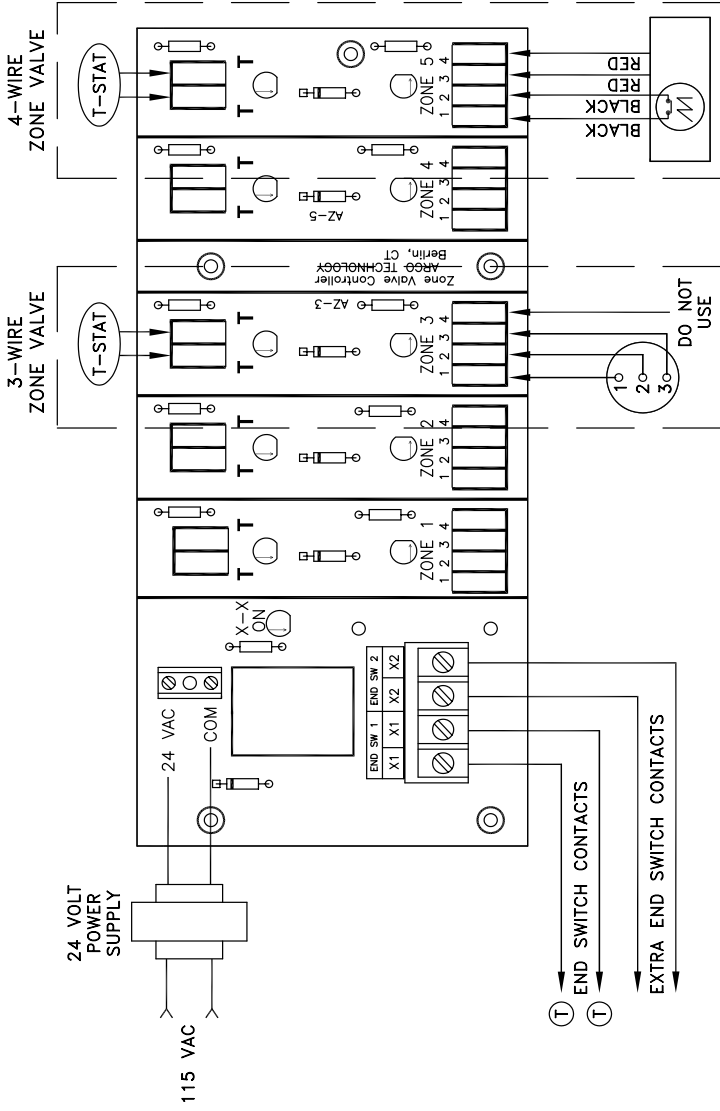 4-WIRE
ZONE VALVE
T-STAT
T
T
ZONE 5
1 2 3 4
RED
RED
BLACK
BLACK
T
T
ZONE 4
1 2 3 4
AZ-5
Zone Valve Controller
ARGO TECHNOLOGY
Berlin, CT
3-WIRE
ZONE VALVE
T-STAT
AZ-3
T
T
ZONE 3
1 2 3 4
DO NOT
USE
1
2
3
T
T
ZONE 2
1 2 3 4
T
T
ZONE 1
1 2 3 4
X-X
ON
24 VAC
COM
END SW 1
END SW 2
X1
X1
X2
X2
24 VOLT
POWER
SUPPLY
115 VAC
T
T
END SWITCH CONTACTS
EXTRA END SWITCH CONTACTS